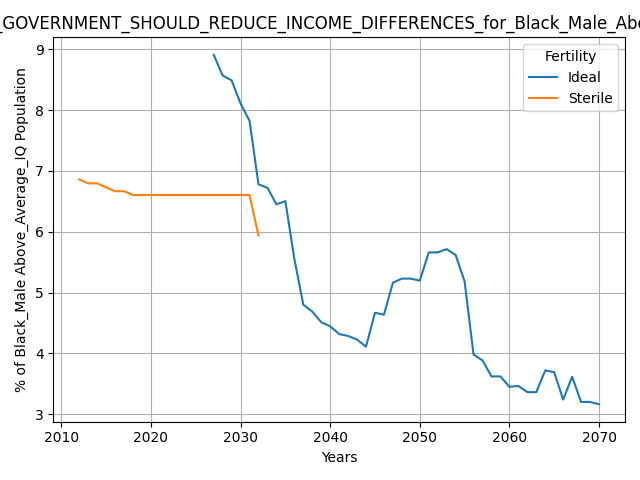 _GOVERNMENT_SHOULD_REDUCE_INCOME_DIFFERENCES_for_Black_Male_Abo
% of Black_Male Above_Average_IQ Population
9
8
7
6
5
4
3
Fertility
Ideal
Sterile
2010 2020 2030 2040 2050 2060 2070
Years